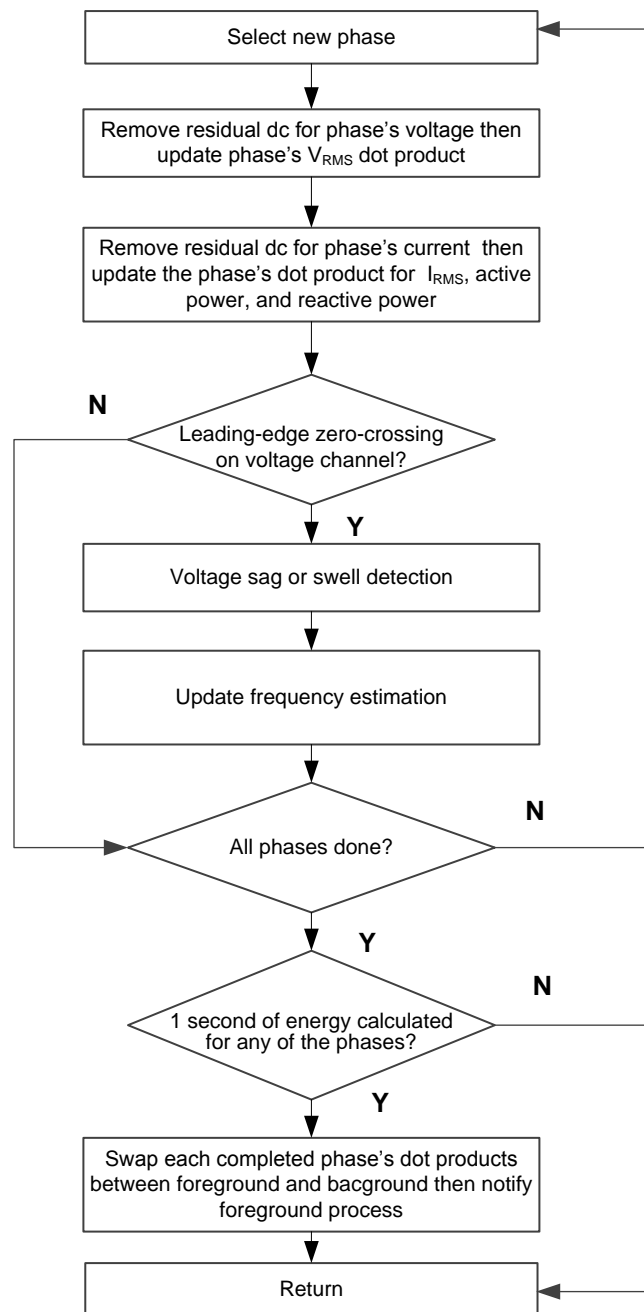 Select new phase
Remove residual dc for phase's voltage then
update phase's VRMS dot product
Remove residual dc for phase's current then
update the phase's dot product for IRMS, active
power, and reactive power
N
Leading-edge zero-crossing
on voltage channel?
Y
Voltage sag or swell detection
Update frequency estimation
N
All phases done?
Y
N
1 second of energy calculated
for any of the phases?
Y
Swap each completed phase's dot products
between foreground and bacground then notify
foreground process
Return